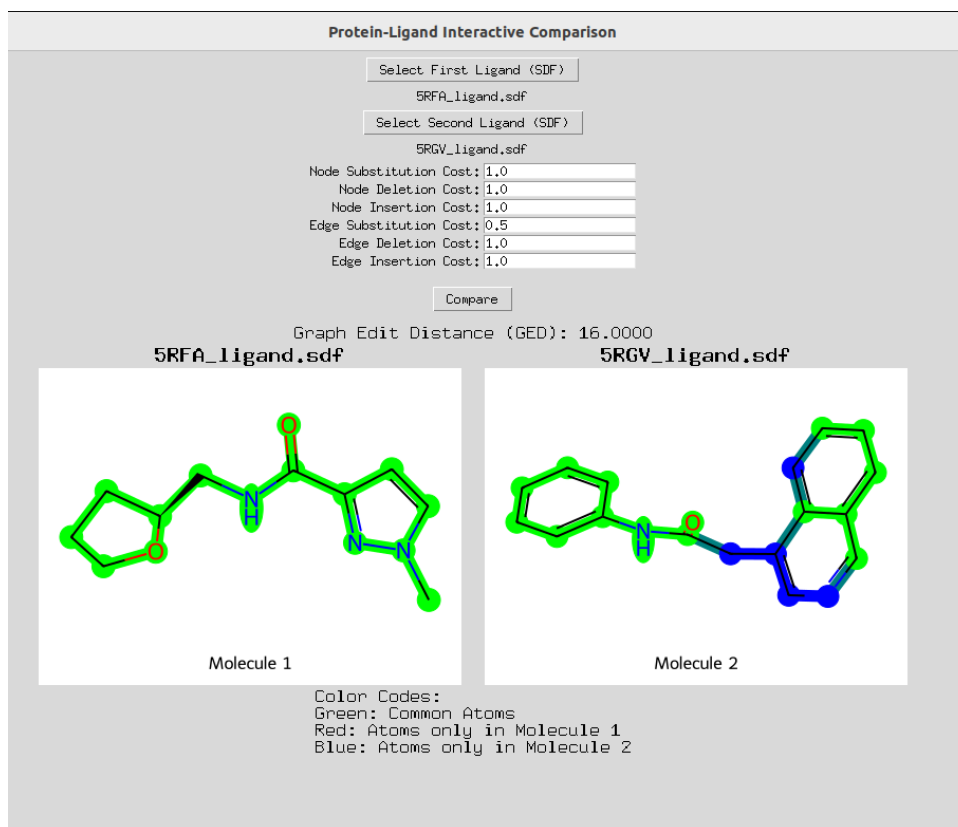 Protein-Ligand Interactive Comparison
Select First Ligand (SDF)
5RFA_ligand.sdf
Select Second Ligand (SDF)
5RGV_ligand.sdf
Node Substitution Cost: 1.0
Node Deletion Cost: 1.0
Node Insertion Cost: 1.0
Edge Substitution Cost: 0.5
Edge Deletion Cost: 1.0
Edge Insertion Cost: 1.0
Compare
Graph Edit Distance (GED): 16.0000
5RFA_ligand.sdf
O
N
H
O
N
N
Molecule 1
5RGV_ligand.sdf
O
N
H
Molecule 2
Color Codes:
Green: Common Atoms
Red: Atoms only in Molecule 1
Blue: Atoms only in Molecule 2